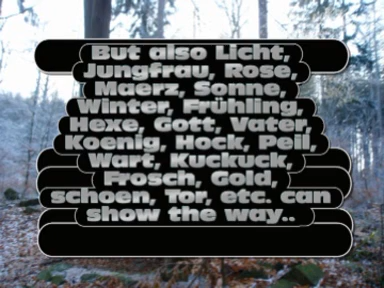 But also Licht,
Jungfrau, Rose,
Maerz, Sonne,
Winter, Frühling,
Hexe, Gott, Vater,
Koenig, Hock, Peil,
Wart, Kuckuck,
Frosch, Gold,
schoen, Tor, etc. can
show the way..